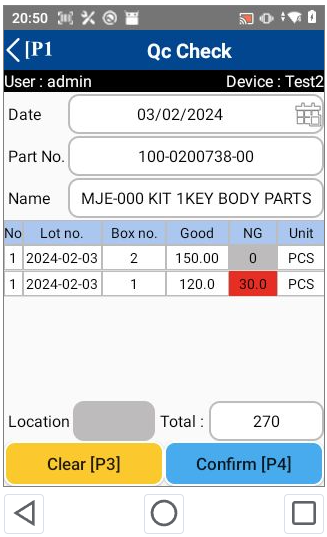 20:50
[P1 Qc Check
User : admin Device : Test2
Date 03/02/2024
Part No. 100-0200738-00
Name MJE-000 KIT 1KEY BODY PARTS
No Lot no. Box no. Good NG Unit
1 2024-02-03 2 150.00 0 PCS
1 2024-02-03 1 120.0 30.0 PCS
Location Total : 270
Clear [P3] Confirm [P4]